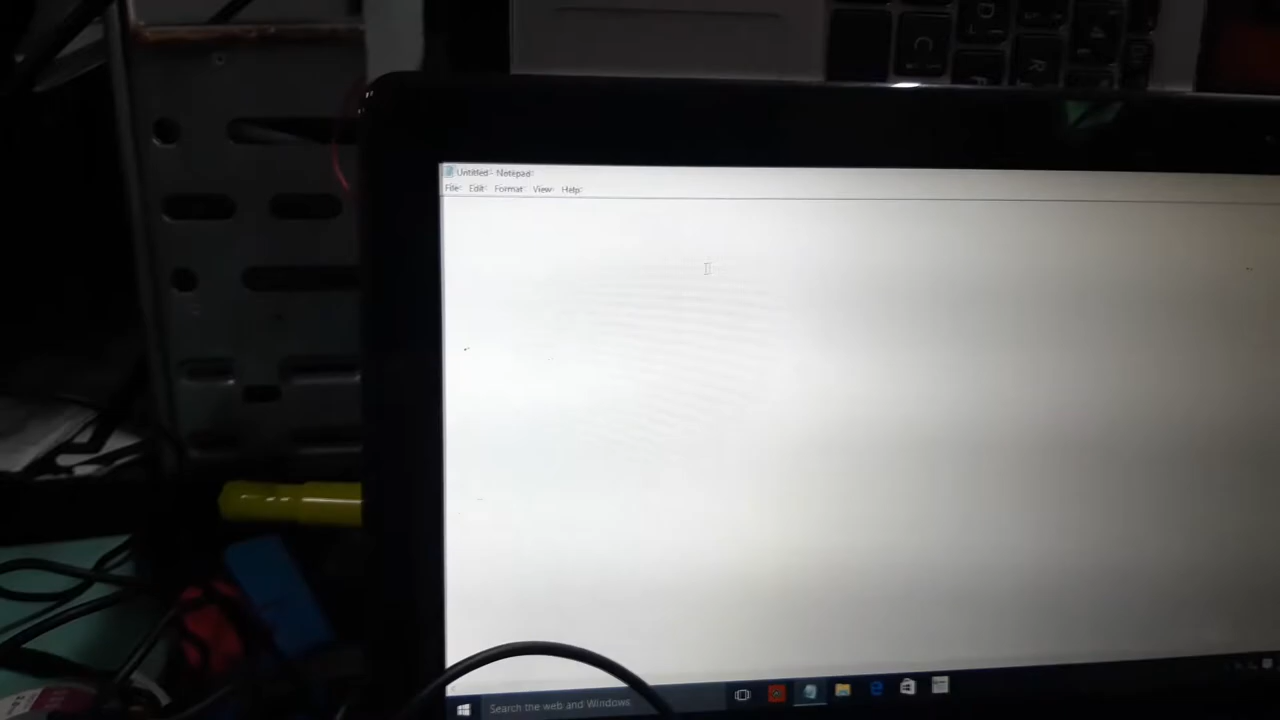 Untitled - Notepad
File Edit Format View Help
Search the web and Windows